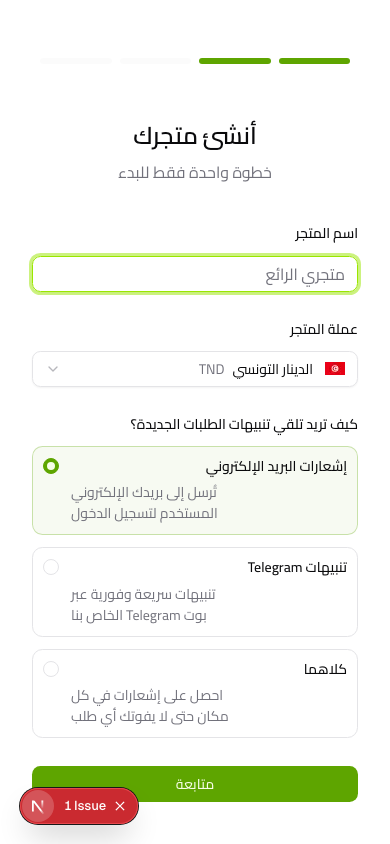 أنشئ متجرك
خطوة واحدة فقط للبدء
اسم المتجر
متجري الرائع
عملة المتجر
الدينار التونسي TND
كيف تريد تلقي تنبيهات الطلبات الجديدة؟
إشعارات البريد الإلكتروني
تُرسل إلى بريدك الإلكتروني
المستخدم لتسجيل الدخول
تنبيهات Telegram
تنبيهات سريعة وفورية عبر
بوت Telegram الخاص بنا
كلاهما
احصل على إشعارات في كل
مكان حتى لا يفوتك أي طلب
متابعة
N 1 Issue